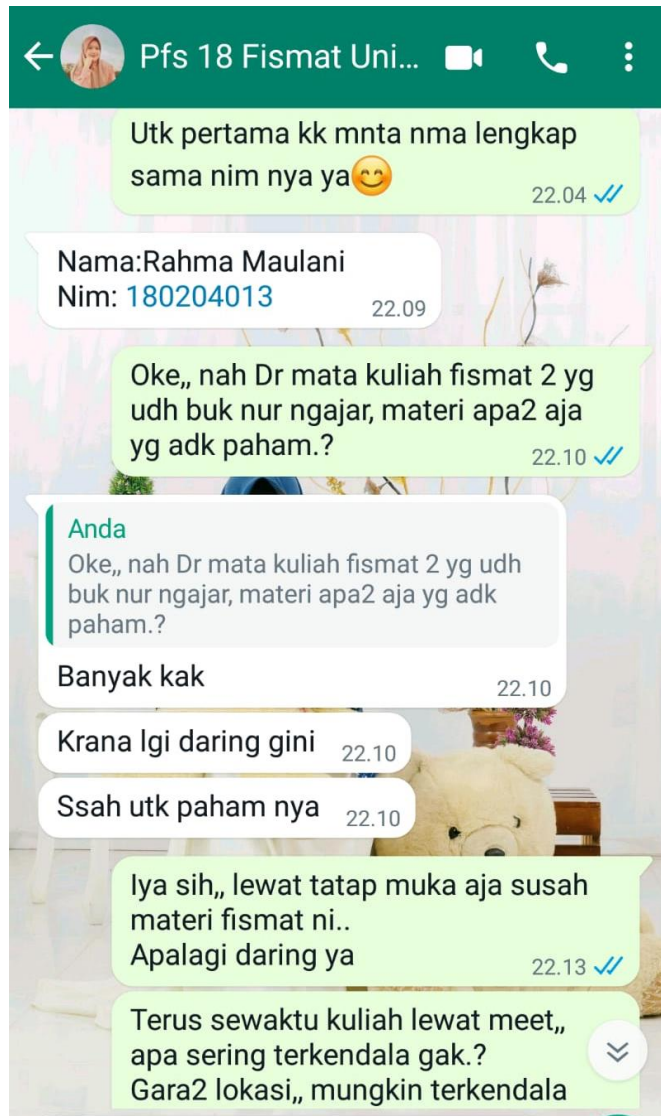 Pfs 18 Fismat Uni...
Utk pertama kk mnta nma lengkap
sama nim nya ya😊
22.04
Nama:Rahma Maulani
Nim: 180204013
22.09
Oke,, nah Dr mata kuliah fismat 2 yg
udh buk nur ngajar, materi apa2 aja
yg adk paham.?
22.10
Anda
Oke,, nah Dr mata kuliah fismat 2 yg udh
buk nur ngajar, materi apa2 aja yg adk
paham.?
Banyak kak
22.10
Krana lgi daring gini
22.10
Ssah utk paham nya
22.10
Iya sih,, lewat tatap muka aja susah
materi fismat ni..
Apalagi daring ya
22.13
Terus sewaktu kuliah lewat meet,,
apa sering terkendala gak.?
Gara2 lokasi,, mungkin terkendala